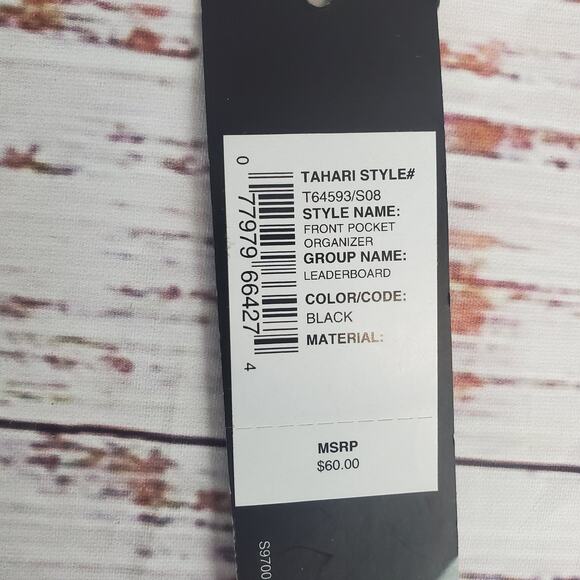 TAHARI STYLE#
T64593/S08
STYLE NAME:
FRONT POCKET
ORGANIZER
GROUP NAME:
LEADERBOARD
COLOR/CODE:
BLACK
MATERIAL:
0 77979 66427 4
MSRP
$60.00